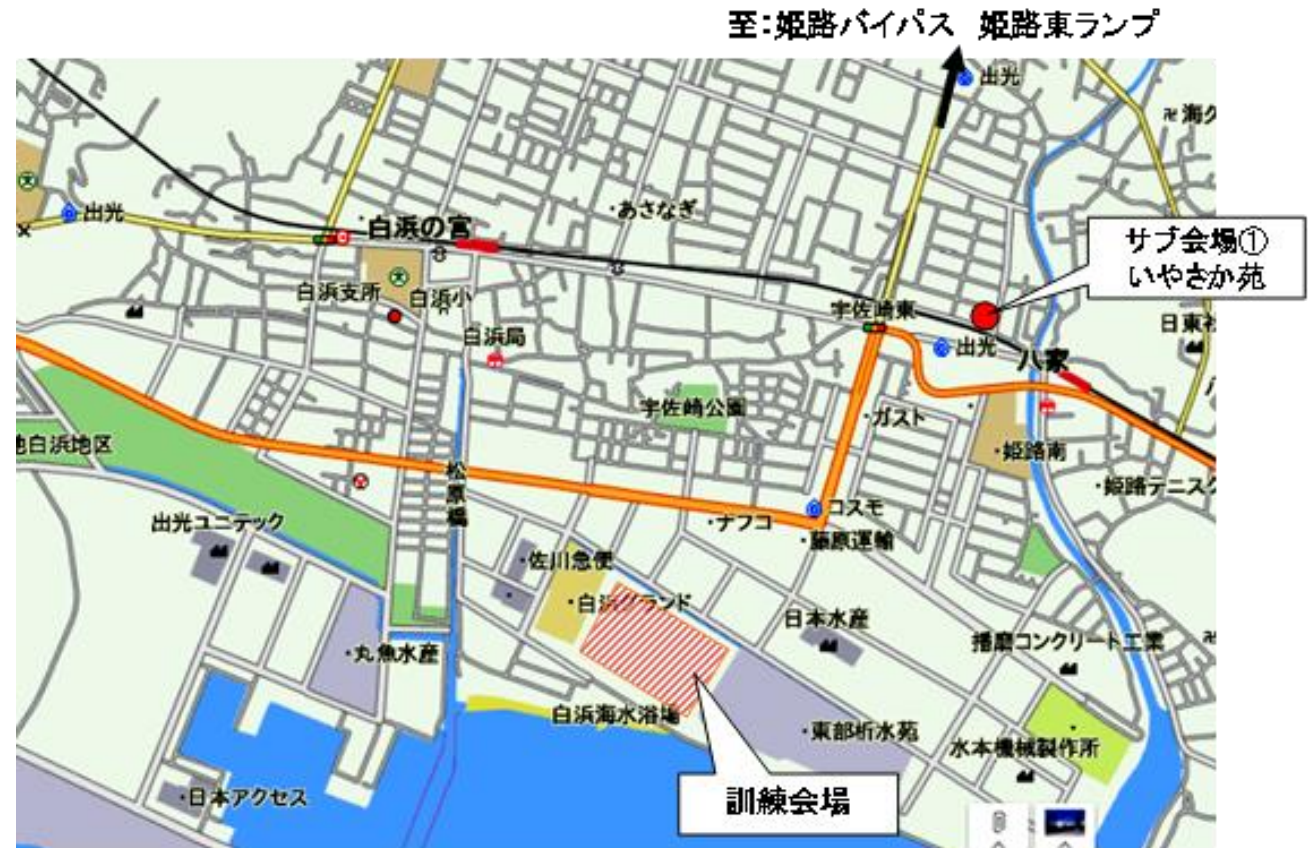 至：姫路バイパス 姫路東ランプ
出光
海
出光
白浜の宮
・あさなぎ
サブ会場①
いやさか苑
白浜支所
白浜小
宇佐崎東
日東
白浜局
出光
八家
宇佐崎公園
・ガスト
白浜地区
・姫路南
松原橋
・姫路テニスク
出光ユニテック
・ナフコ
コスモ
・藤原運輸
・佐川急便
・白浜グランド
日本水産
播磨コンクリート工業
・丸魚水産
白浜海水浴場
・東部析水苑
水本機械製作所
・日本アクセス
訓練会場